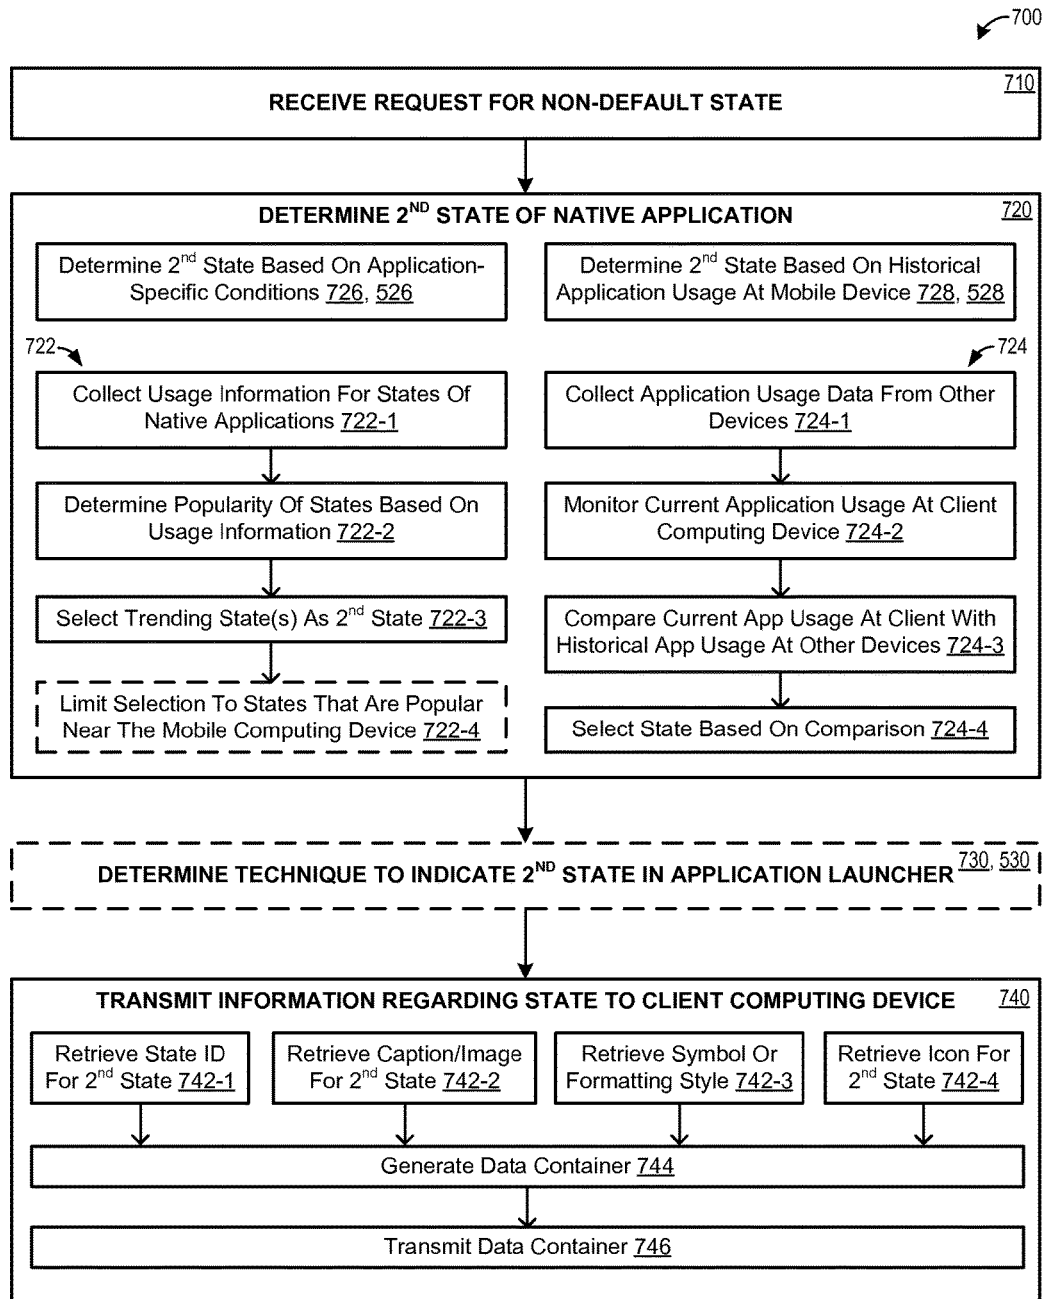 700
RECEIVE REQUEST FOR NON-DEFAULT STATE
710
DETERMINE 2ND STATE OF NATIVE APPLICATION
720
Determine 2nd State Based On Application-
Specific Conditions 726, 526
Determine 2nd State Based On Historical
Application Usage At Mobile Device 728, 528
722
Collect Usage Information For States Of
Native Applications 722-1
Determine Popularity Of States Based On
Usage Information 722-2
Select Trending State(s) As 2nd State 722-3
Limit Selection To States That Are Popular
Near The Mobile Computing Device 722-4
724
Collect Application Usage Data From Other
Devices 724-1
Monitor Current Application Usage At Client
Computing Device 724-2
Compare Current App Usage At Client With
Historical App Usage At Other Devices 724-3
Select State Based On Comparison 724-4
DETERMINE TECHNIQUE TO INDICATE 2ND STATE IN APPLICATION LAUNCHER
730, 530
TRANSMIT INFORMATION REGARDING STATE TO CLIENT COMPUTING DEVICE
740
Retrieve State ID
For 2nd State 742-1
Retrieve Caption/Image
For 2nd State 742-2
Retrieve Symbol Or
Formatting Style 742-3
Retrieve Icon For
2nd State 742-4
Generate Data Container 744
Transmit Data Container 746